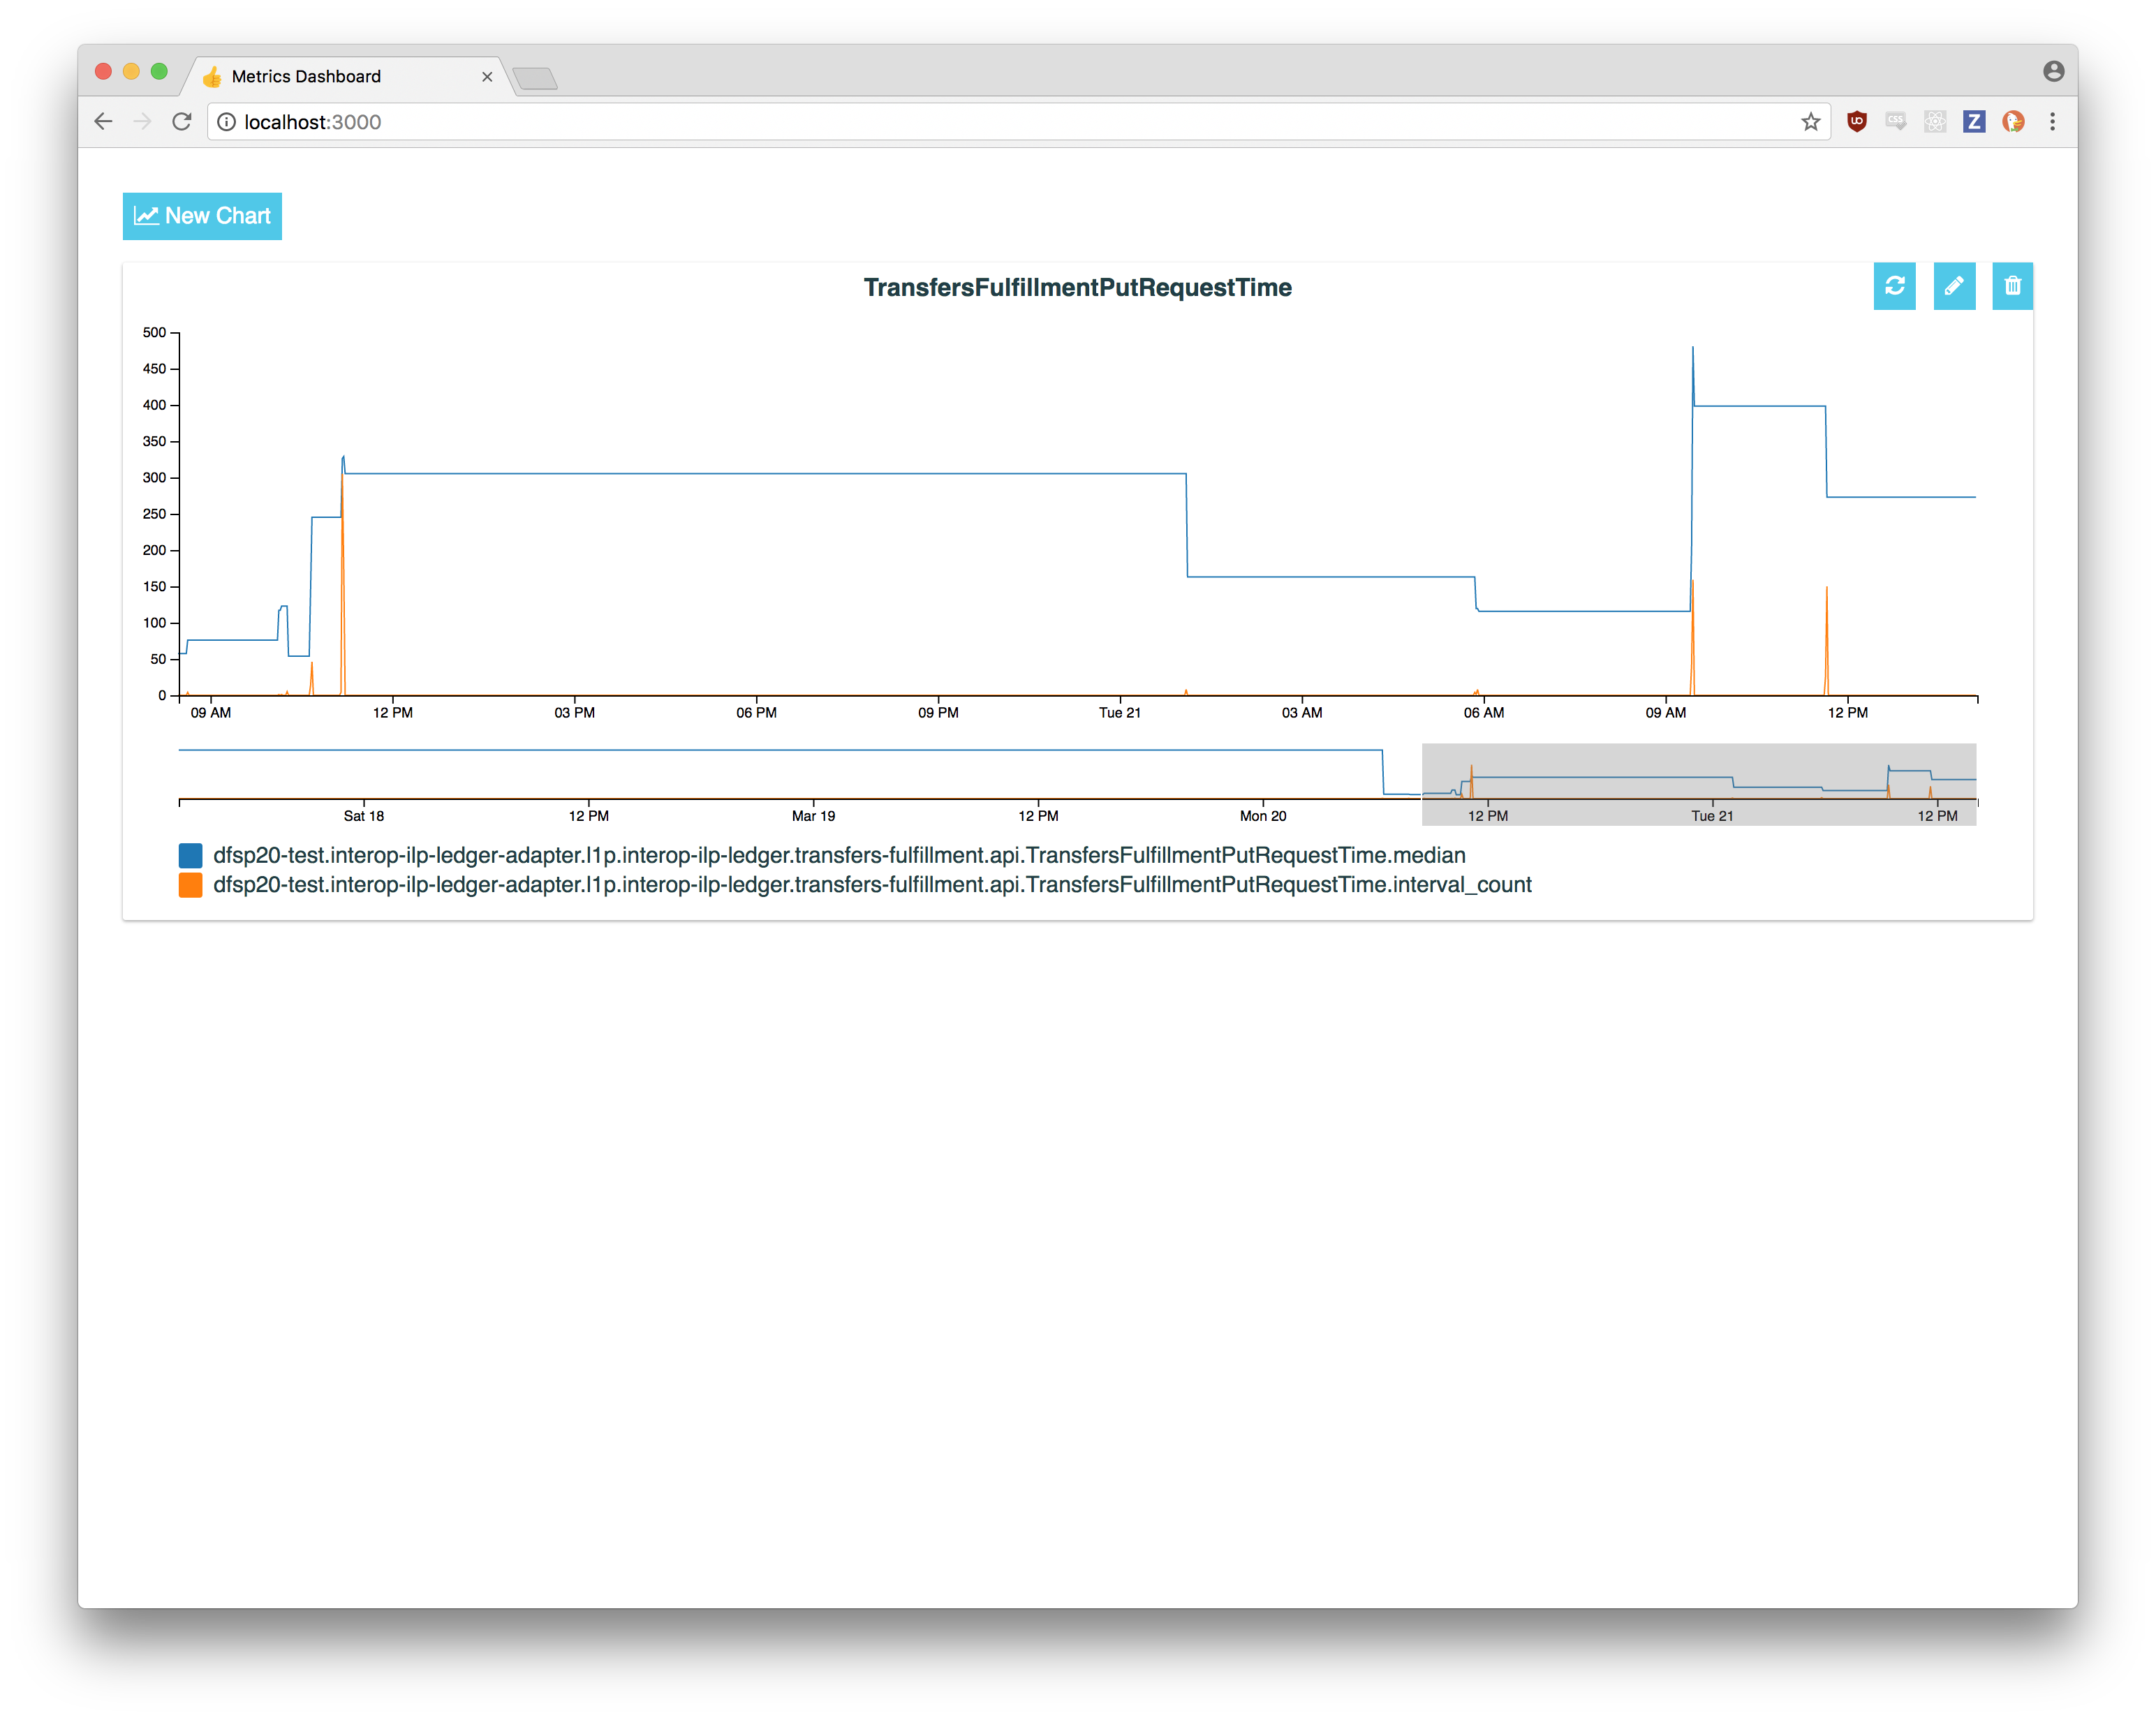 Metrics Dashboard
localhost:3000
New Chart
TransfersFulfillmentPutRequestTime
500
450
400
350
300
250
200
150
100
50
0
09 AM 12 PM 03 PM 06 PM 09 PM Tue 21 03 AM 06 AM 09 AM 12 PM
Sat 18 12 PM Mar 19 12 PM Mon 20 12 PM Tue 21 12 PM
dfsp20-test.interop-ilp-ledger-adapter.l1p.interop-ilp-ledger.transfers-fulfillment.api.TransfersFulfillmentPutRequestTime.median
dfsp20-test.interop-ilp-ledger-adapter.l1p.interop-ilp-ledger.transfers-fulfillment.api.TransfersFulfillmentPutRequestTime.interval_count